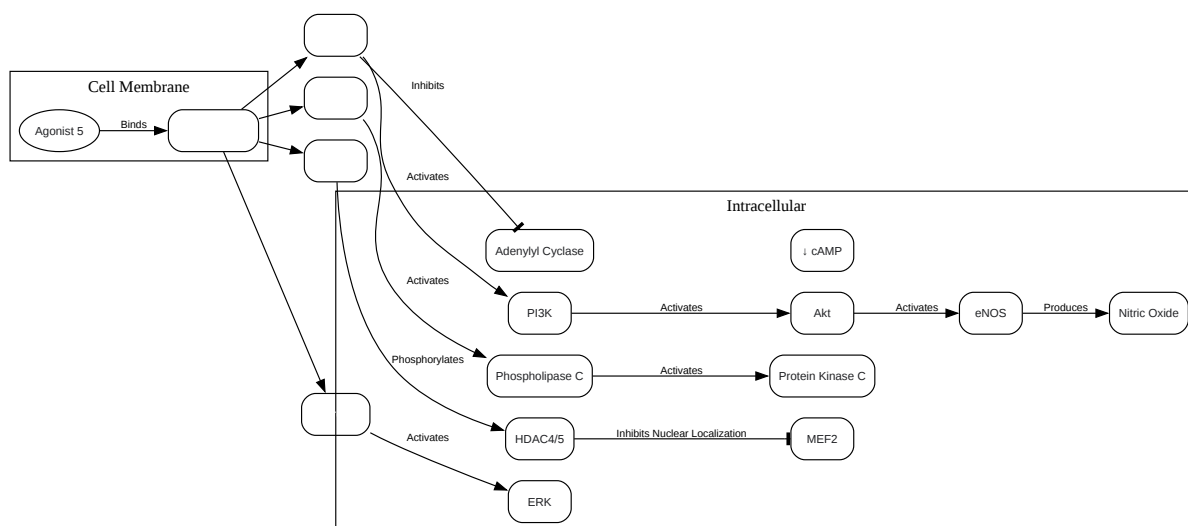 Inhibits
Cell Membrane
Agonist 5
Binds
Activates
Intracellular
Adenylyl Cyclase
↓ cAMP
Activates
PI3K
Activates
Akt
Activates
eNOS
Produces
Nitric Oxide
Phosphorylates
Phospholipase C
Activates
Protein Kinase C
Activates
HDAC4/5
Inhibits Nuclear Localization
MEF2
ERK